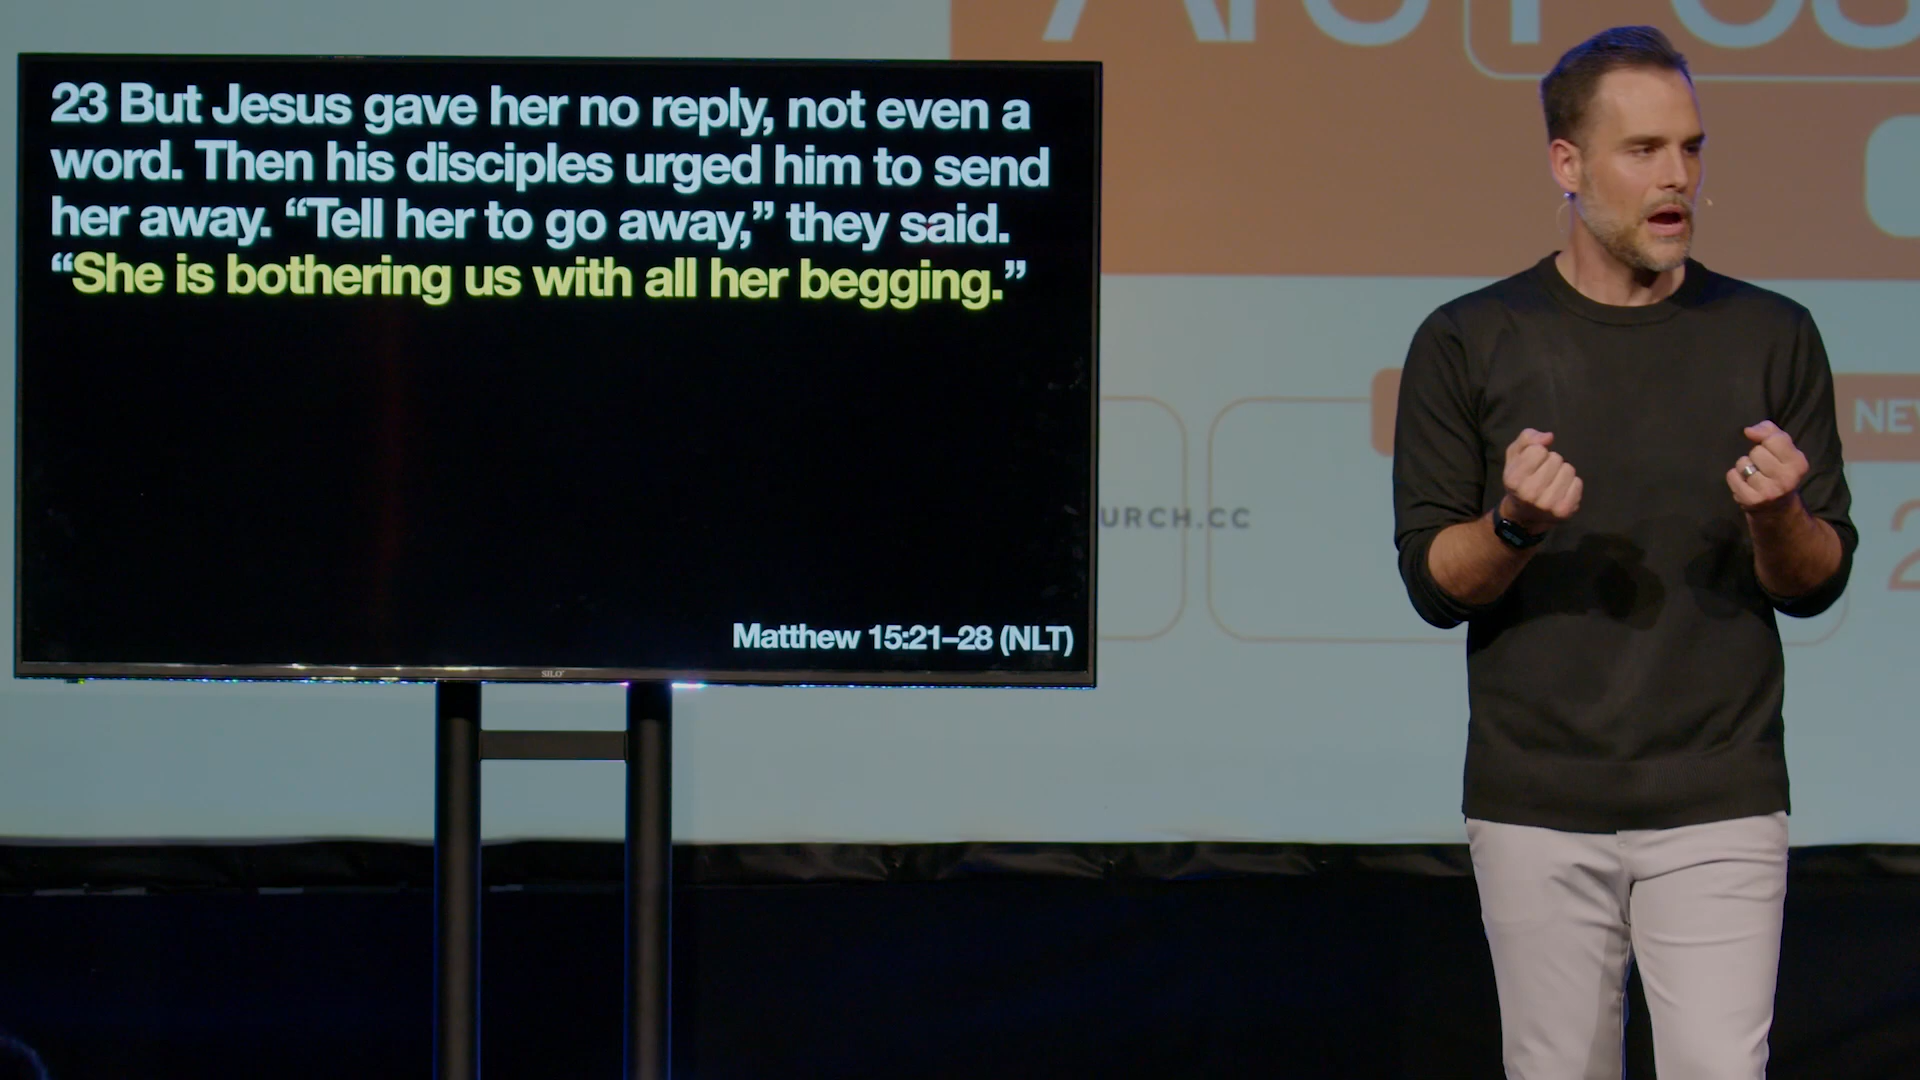 23 But Jesus gave her no reply, not even a
word. Then his disciples urged him to send
her away. “Tell her to go away,” they said.
“She is bothering us with all her begging.”
Matthew 15:21–28 (NLT)
SILO
URCH.CC
NEW